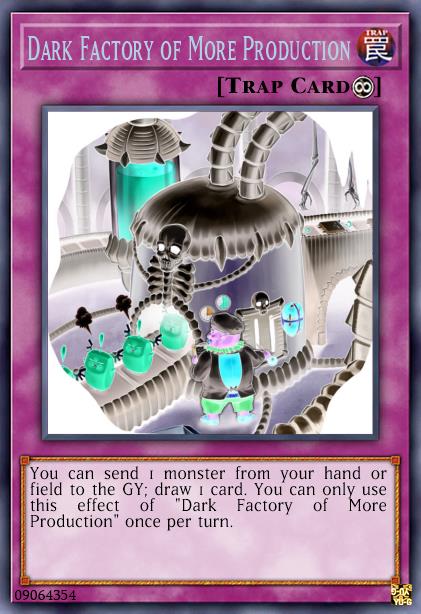 Dark Factory of More Production
TRAP
罠
[Trap Card]
You can send 1 monster from your hand or
field to the GY; draw 1 card. You can only use
this effect of "Dark Factory of More
Production" once per turn.
09064354